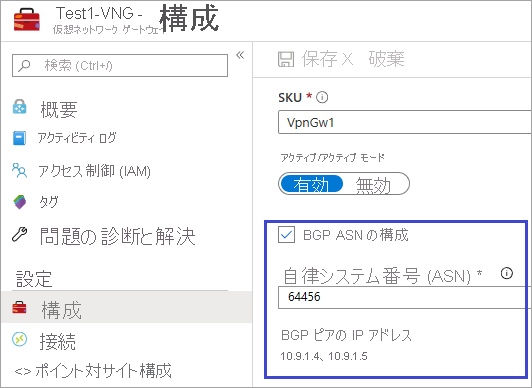 Test1-VNG - 構成
仮想ネットワーク ゲートウェー
検索 (Ctrl+/)
«
概要
アクティビティ ログ
アクセス制御 (IAM)
タグ
問題の診断と解決
設定
構成
接続
<> ポイント対サイト構成
保存 X 破棄
SKU *
VpnGw1
アクティブ/アクティブ モード
有効 無効
BGP ASN の構成
自律システム番号 (ASN) *
64456
BGP ピアの IP アドレス
10.9.1.4、10.9.1.5